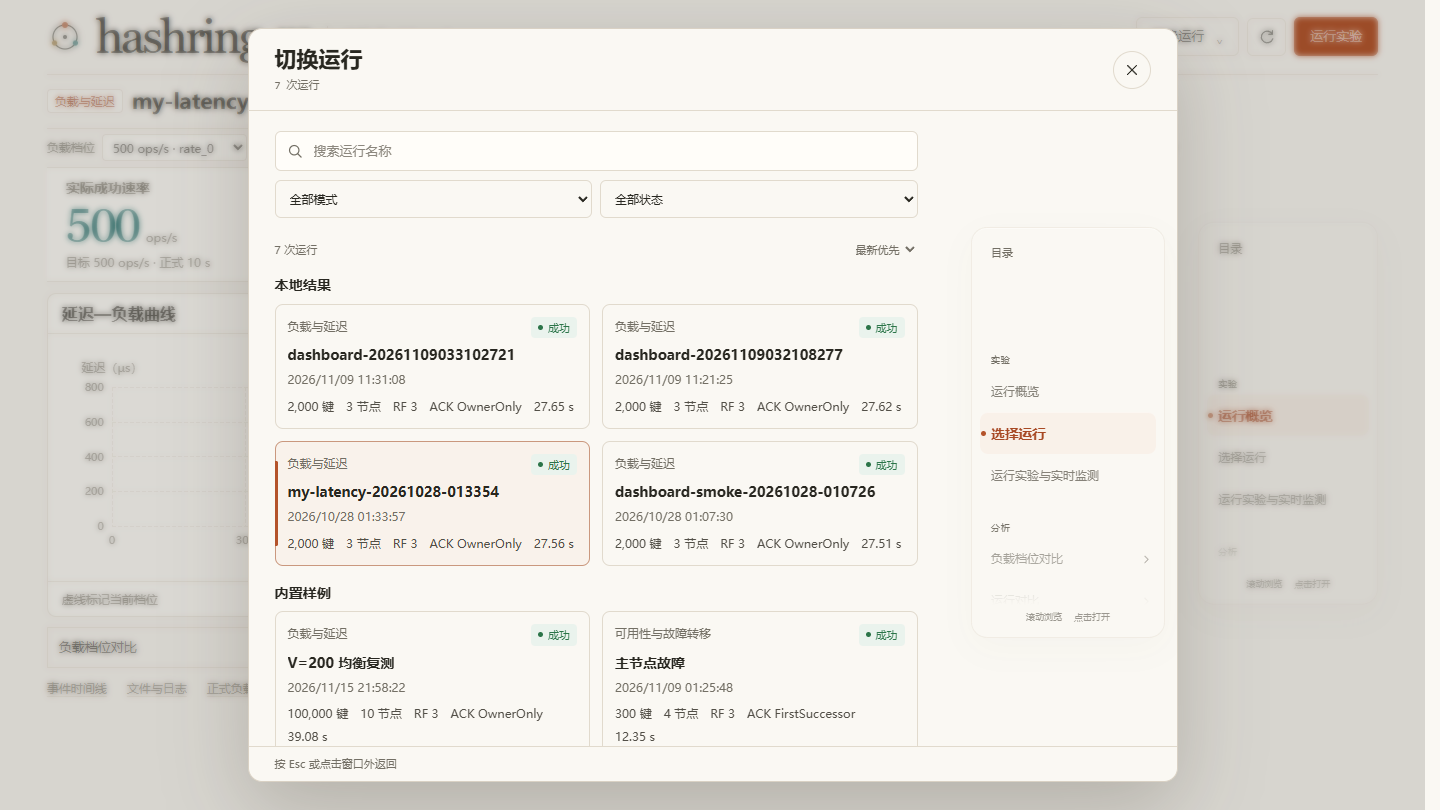 hashring
运行
运行实验
负载与延迟
my-latency
负载档位
500 ops/s · rate_0
实际成功速率
500 ops/s
目标 500 ops/s · 正式 10 s
延迟—负载曲线
延迟 (μs)
800
600
400
200
0
0
30
虚线标记当前档位
负载档位对比
事件时间线
文件与日志
正式负
切换运行
7 次运行
搜索运行名称
全部模式
全部状态
7 次运行
最新优先
本地结果
负载与延迟
成功
dashboard-20261109033102721
2026/11/09 11:31:08
2,000 键 3 节点 RF 3 ACK OwnerOnly 27.65 s
负载与延迟
成功
dashboard-20261109032108277
2026/11/09 11:21:25
2,000 键 3 节点 RF 3 ACK OwnerOnly 27.62 s
负载与延迟
成功
my-latency-20261028-013354
2026/10/28 01:33:57
2,000 键 3 节点 RF 3 ACK OwnerOnly 27.56 s
负载与延迟
成功
dashboard-smoke-20261028-010726
2026/10/28 01:07:30
2,000 键 3 节点 RF 3 ACK OwnerOnly 27.51 s
内置样例
负载与延迟
成功
V=200 均衡复测
2026/11/15 21:58:22
100,000 键 10 节点 RF 3 ACK OwnerOnly
39.08 s
可用性与故障转移
成功
主节点故障
2026/11/09 01:25:48
300 键 4 节点 RF 3 ACK FirstSuccessor
12.35 s
按 Esc 或点击窗口外返回
目录
实验
运行概览
选择运行
运行实验与实时监测
分析
负载档位对比
运行对比
滚动浏览 点击打开
目录
实验
运行概览
选择运行
运行实验与实时监测
分析
滚动浏览 点击打开